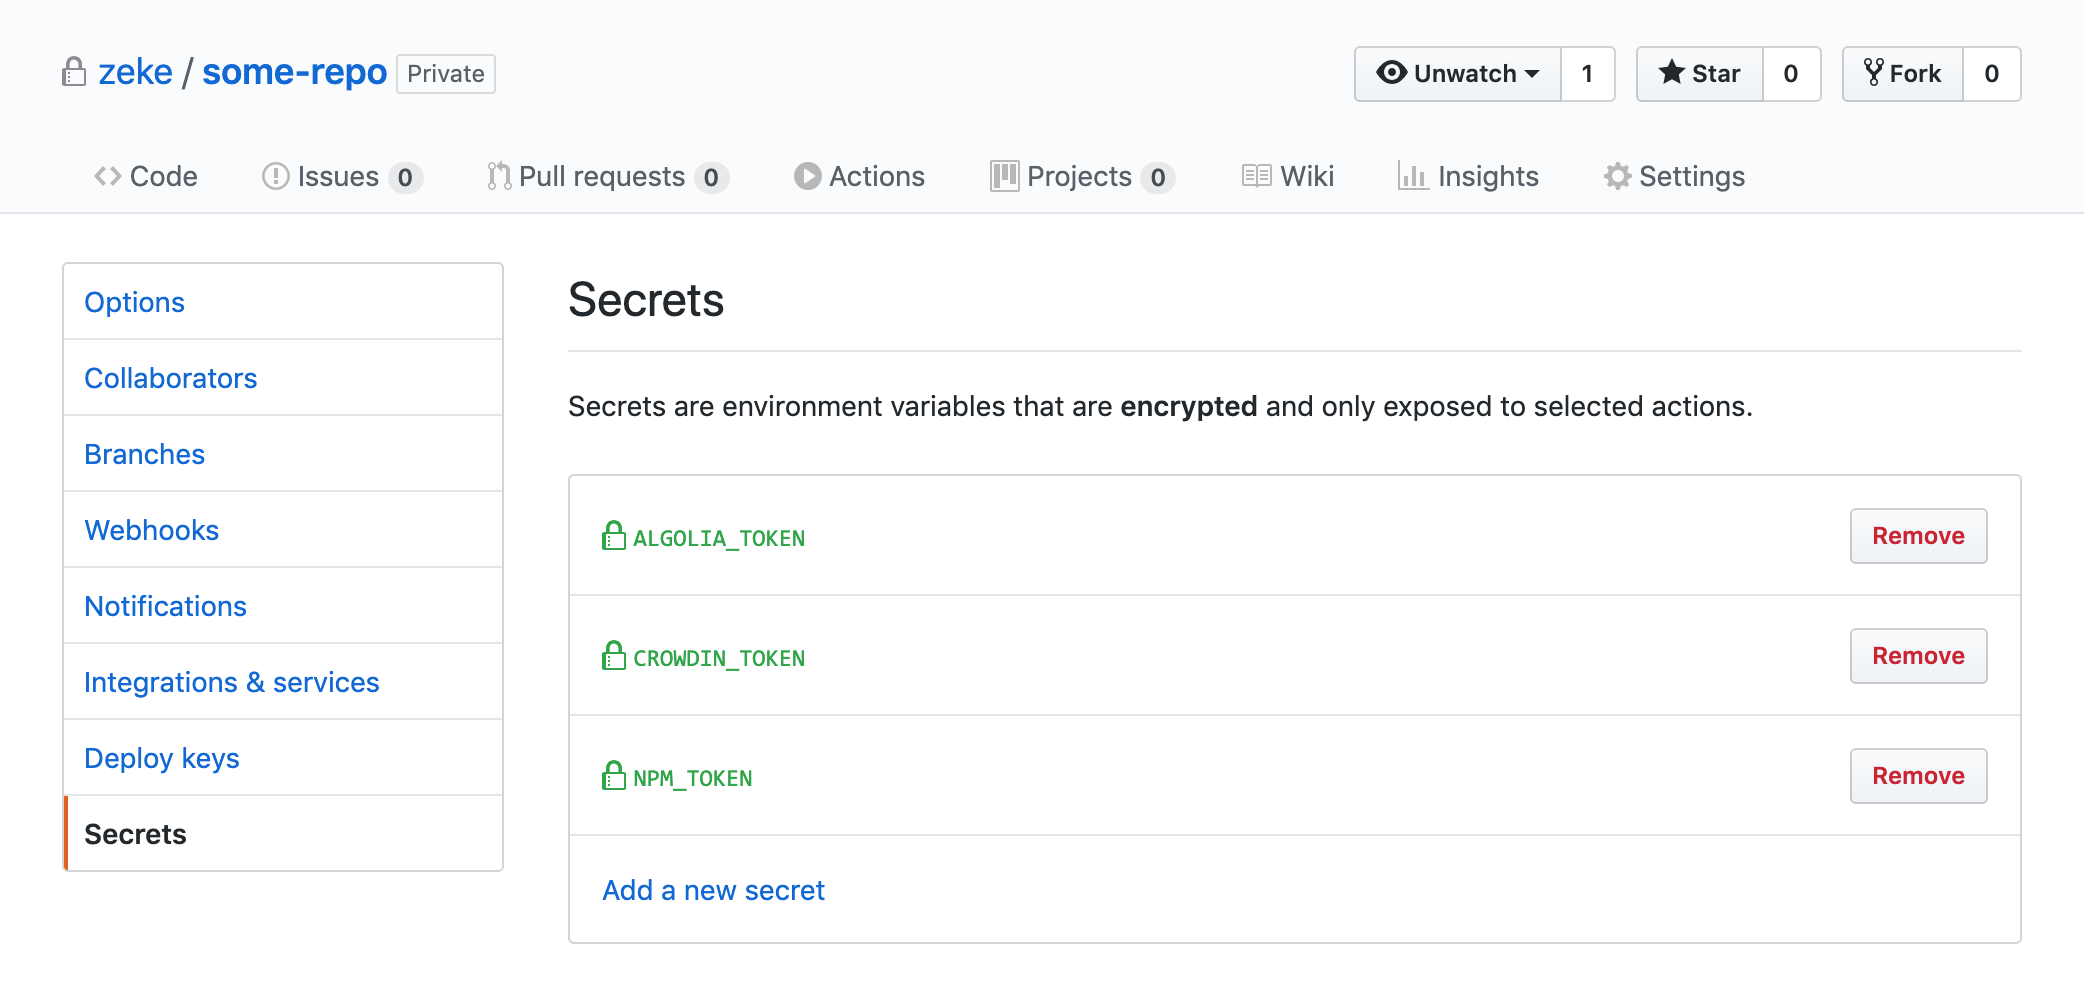 zeke / some-repo Private Unwatch 1 Star 0 Fork 0
Code Issues 0 Pull requests 0 Actions Projects 0 Wiki Insights Settings
Options
Collaborators
Branches
Webhooks
Notifications
Integrations & services
Deploy keys
Secrets
Secrets
Secrets are environment variables that are encrypted and only exposed to selected actions.
ALGOLIA_TOKEN Remove
CROWDIN_TOKEN Remove
NPM_TOKEN Remove
Add a new secret